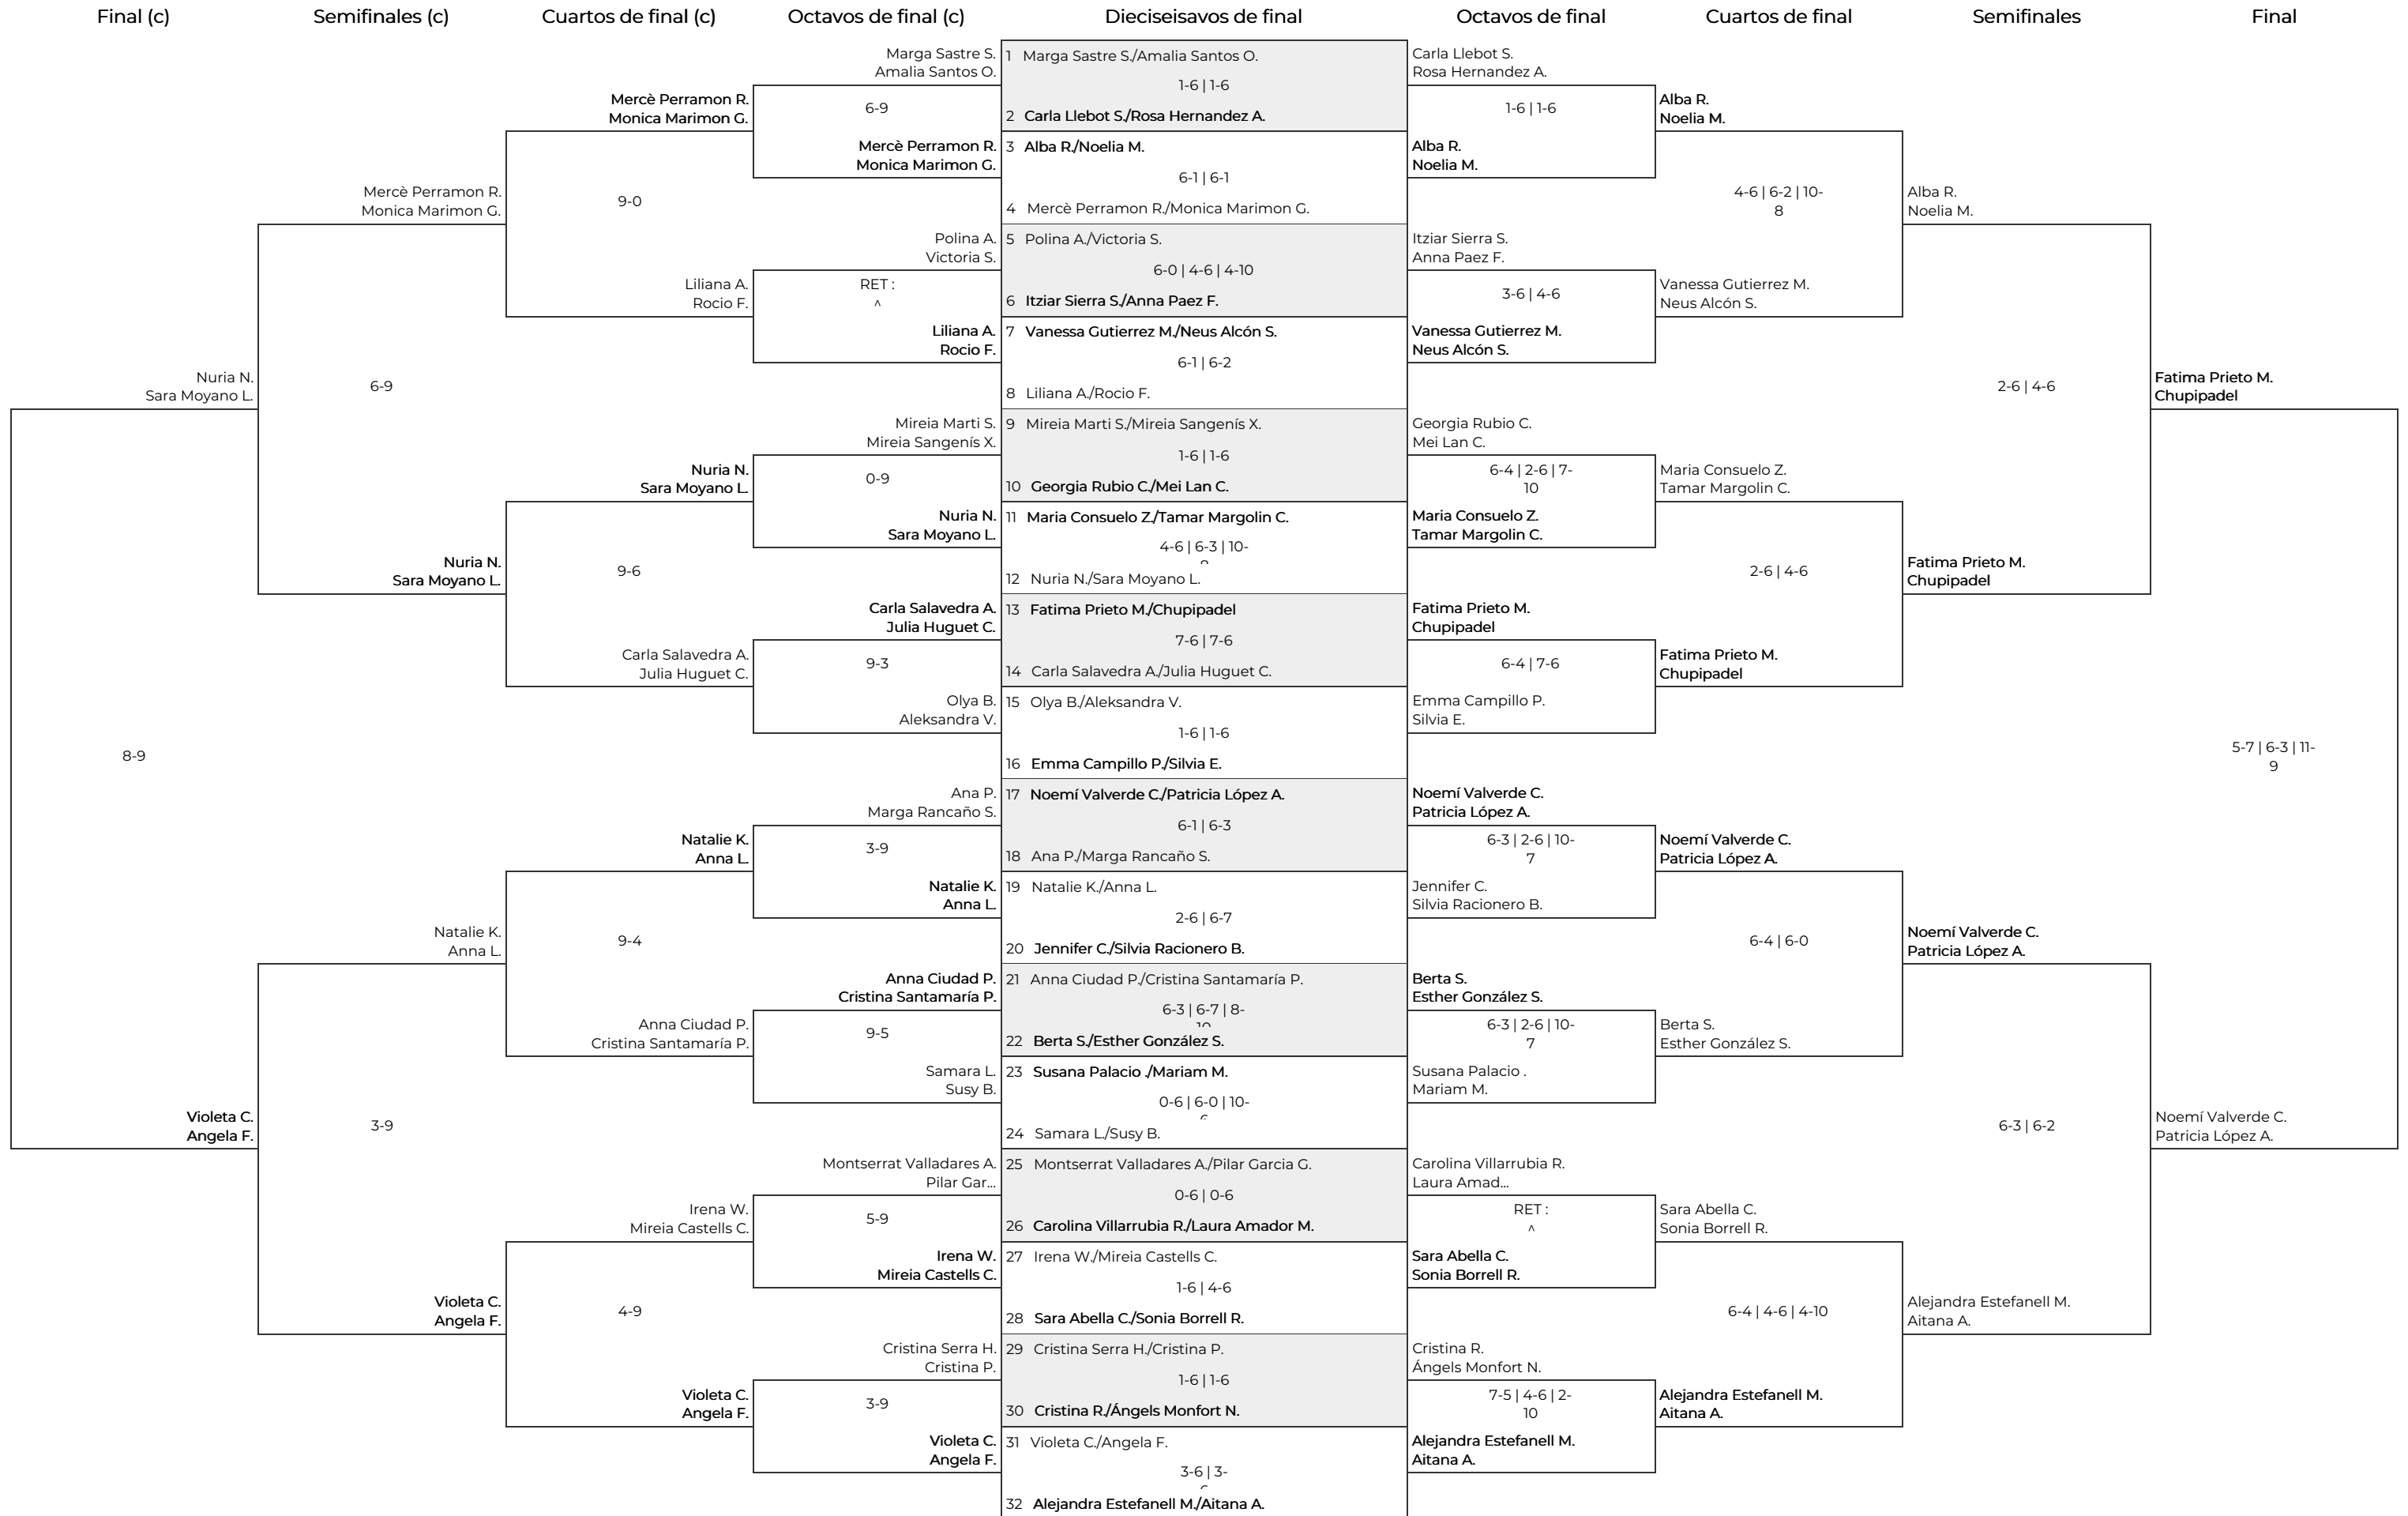 Final (c)
Semifinales (c)
Cuartos de final (c)
Octavos de final (c)
Dieciseisavos de final
Octavos de final
Cuartos de final
Semifinales
Final
Nuria N.
Sara Moyano L.
8-9
Violeta C.
Angela F.
Mercè Perramon R.
Monica Marimon G.
6-9
Nuria N.
Sara Moyano L.
Natalie K.
Anna L.
3-9
Violeta C.
Angela F.
Mercè Perramon R.
Monica Marimon G.
9-0
Liliana A.
Rocio F.
Nuria N.
Sara Moyano L.
9-6
Carla Salavedra A.
Julia Huguet C.
Natalie K.
Anna L.
9-4
Anna Ciudad P.
Cristina Santamaría P.
Irena W.
Mireia Castells C.
4-9
Violeta C.
Angela F.
Marga Sastre S.
Amalia Santos O.
6-9
Mercè Perramon R.
Monica Marimon G.
Polina A.
Victoria S.
RET :
^
Liliana A.
Rocio F.
Mireia Marti S.
Mireia Sangenís X.
0-9
Nuria N.
Sara Moyano L.
Carla Salavedra A.
Julia Huguet C.
9-3
Olya B.
Aleksandra V.
Ana P.
Marga Rancaño S.
3-9
Natalie K.
Anna L.
Anna Ciudad P.
Cristina Santamaría P.
9-5
Samara L.
Susy B.
Montserrat Valladares A.
Pilar Gar...
5-9
Irena W.
Mireia Castells C.
Cristina Serra H.
Cristina P.
3-9
Violeta C.
Angela F.
1 Marga Sastre S./Amalia Santos O.
1-6 | 1-6
2 Carla Llebot S./Rosa Hernandez A.
3 Alba R./Noelia M.
6-1 | 6-1
4 Mercè Perramon R./Monica Marimon G.
5 Polina A./Victoria S.
6-0 | 4-6 | 4-10
6 Itziar Sierra S./Anna Paez F.
7 Vanessa Gutierrez M./Neus Alcón S.
6-1 | 6-2
8 Liliana A./Rocio F.
9 Mireia Marti S./Mireia Sangenís X.
1-6 | 1-6
10 Georgia Rubio C./Mei Lan C.
11 Maria Consuelo Z./Tamar Margolin C.
4-6 | 6-3 | 10-
12 Nuria N./Sara Moyano L.
13 Fatima Prieto M./Chupipadel
7-6 | 7-6
14 Carla Salavedra A./Julia Huguet C.
15 Olya B./Aleksandra V.
1-6 | 1-6
16 Emma Campillo P./Silvia E.
17 Noemí Valverde C./Patricia López A.
6-1 | 6-3
18 Ana P./Marga Rancaño S.
19 Natalie K./Anna L.
2-6 | 6-7
20 Jennifer C./Silvia Racionero B.
21 Anna Ciudad P./Cristina Santamaría P.
6-3 | 6-7 | 8-
22 Berta S./Esther González S.
23 Susana Palacio ./Mariam M.
0-6 | 6-0 | 10-
24 Samara L./Susy B.
25 Montserrat Valladares A./Pilar Garcia G.
0-6 | 0-6
26 Carolina Villarrubia R./Laura Amador M.
27 Irena W./Mireia Castells C.
1-6 | 4-6
28 Sara Abella C./Sonia Borrell R.
29 Cristina Serra H./Cristina P.
1-6 | 1-6
30 Cristina R./Ángels Monfort N.
31 Violeta C./Angela F.
3-6 | 3-
32 Alejandra Estefanell M./Aitana A.
Carla Llebot S.
Rosa Hernandez A.
1-6 | 1-6
Alba R.
Noelia M.
Itziar Sierra S.
Anna Paez F.
3-6 | 4-6
Vanessa Gutierrez M.
Neus Alcón S.
Georgia Rubio C.
Mei Lan C.
6-4 | 2-6 | 7-
10
Maria Consuelo Z.
Tamar Margolin C.
Fatima Prieto M.
Chupipadel
6-4 | 7-6
Emma Campillo P.
Silvia E.
Noemí Valverde C.
Patricia López A.
6-3 | 2-6 | 10-
7
Jennifer C.
Silvia Racionero B.
Berta S.
Esther González S.
6-3 | 2-6 | 10-
7
Susana Palacio .
Mariam M.
Carolina Villarrubia R.
Laura Amad...
RET :
^
Sara Abella C.
Sonia Borrell R.
Cristina R.
Ángels Monfort N.
7-5 | 4-6 | 2-
10
Alejandra Estefanell M.
Aitana A.
Alba R.
Noelia M.
4-6 | 6-2 | 10-
8
Vanessa Gutierrez M.
Neus Alcón S.
Maria Consuelo Z.
Tamar Margolin C.
2-6 | 4-6
Fatima Prieto M.
Chupipadel
Noemí Valverde C.
Patricia López A.
6-4 | 6-0
Berta S.
Esther González S.
Sara Abella C.
Sonia Borrell R.
6-4 | 4-6 | 4-10
Alejandra Estefanell M.
Aitana A.
Alba R.
Noelia M.
2-6 | 4-6
Fatima Prieto M.
Chupipadel
Noemí Valverde C.
Patricia López A.
6-3 | 6-2
Alejandra Estefanell M.
Aitana A.
Fatima Prieto M.
Chupipadel
5-7 | 6-3 | 11-
9
Noemí Valverde C.
Patricia López A.